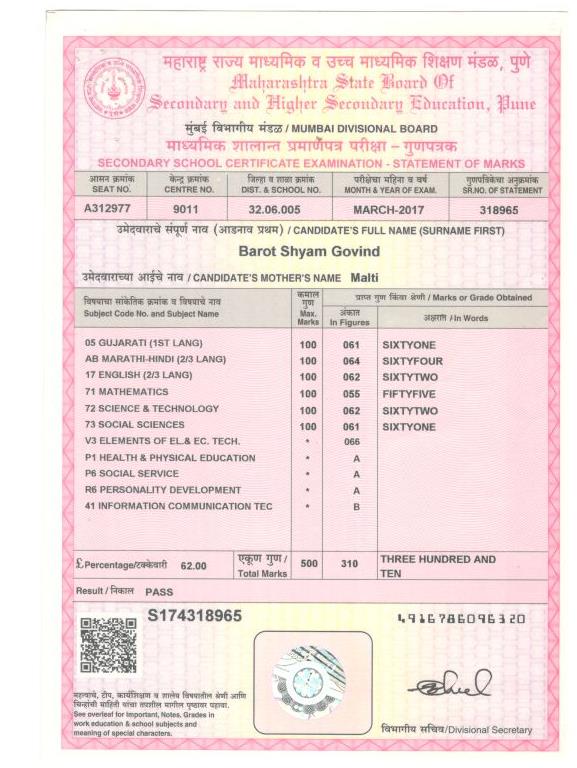 महाराष्ट्र राज्य माध्यमिक व उच्च माध्यमिक शिक्षण मंडळ, पुणे
Maharashtra State Board Of
Secondary and Higher Secondary Education, Pune
मुंबई विभागीय मंडळ / MUMBAI DIVISIONAL BOARD
माध्यमिक शालान्त प्रमाणपत्र परीक्षा – गुणपत्रक
SECONDARY SCHOOL CERTIFICATE EXAMINATION - STATEMENT OF MARKS
आसन क्रमांक केन्द्र क्रमांक जिल्हा व शाळा क्रमांक परीक्षेचा महिना व वर्ष गुणपत्रिकेचा अनुक्रमांक
SEAT NO. CENTRE NO. DIST. & SCHOOL NO. MONTH & YEAR OF EXAM. SR.NO. OF STATEMENT
A312977 9011 32.06.005 MARCH-2017 318965
उमेदवाराचे संपूर्ण नाव (आडनाव प्रथम) / CANDIDATE'S FULL NAME (SURNAME FIRST)
Barot Shyam Govind
उमेदवाराच्या आईचे नाव / CANDIDATE'S MOTHER'S NAME Malti
विषयाचा सांकेतिक क्रमांक व विषयाचे नाव
Subject Code No. and Subject Name
कमाल
गुण
Max.
Marks
प्राप्त गुण किंवा श्रेणी / Marks or Grade Obtained
अंकात
In Figures
अक्षरात / In Words
05 GUJARATI (1ST LANG) 100 061 SIXTYONE
AB MARATHI-HINDI (2/3 LANG) 100 064 SIXTYFOUR
17 ENGLISH (2/3 LANG) 100 062 SIXTYTWO
71 MATHEMATICS 100 055 FIFTYFIVE
72 SCIENCE & TECHNOLOGY 100 062 SIXTYTWO
73 SOCIAL SCIENCES 100 061 SIXTYONE
V3 ELEMENTS OF EL.& EC. TECH. * 066
P1 HEALTH & PHYSICAL EDUCATION * A
P6 SOCIAL SERVICE * A
R6 PERSONALITY DEVELOPMENT * A
41 INFORMATION COMMUNICATION TEC * B
£ Percentage/टक्केवारी 62.00
एकूण गुण /
Total Marks
500 310 THREE HUNDRED AND
TEN
Result / निकाल PASS
S174318965
4916786096320
महत्वाचे, टीप, कार्यशिक्षण व शालेय विषयातील श्रेणी आणि
चिन्हांची माहिती यांचा तपशील मागील पृष्ठावर पहावा.
See overleaf for Important, Notes, Grades in
work education & school subjects and
meaning of special characters.
विभागीय सचिव/Divisional Secretary